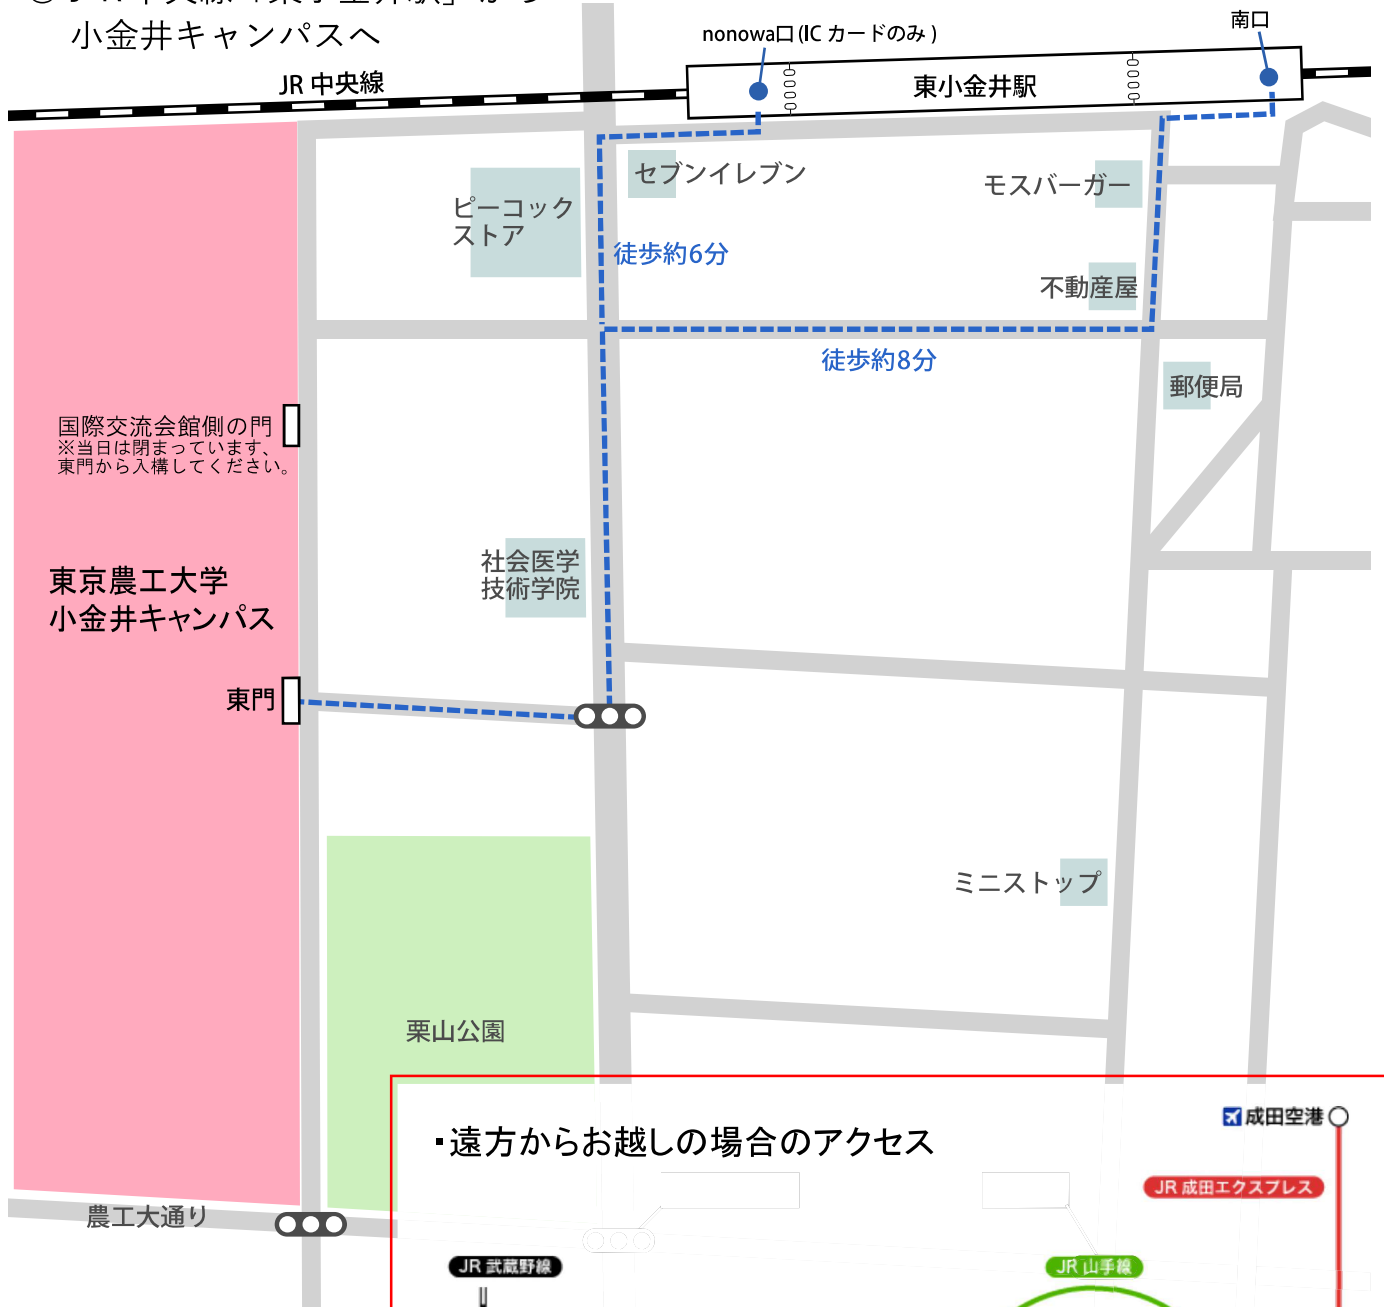 小金井キャンパスへ
nonowa口(ICカードのみ)
南口
JR 中央線
東小金井駅
セブンイレブン
モスバーガー
ピーコック
ストア
徒歩約6分
不動産屋
徒歩約8分
郵便局
国際交流会館側の門
※当日は閉まっています、
東門から入構してください。
社会医学
技術学院
東京農工大学
小金井キャンパス
東門
ミニストップ
栗山公園
成田空港
・遠方からお越しの場合のアクセス
JR 成田エクスプレス
農工大通り
JR 武蔵野線
JR 山手線